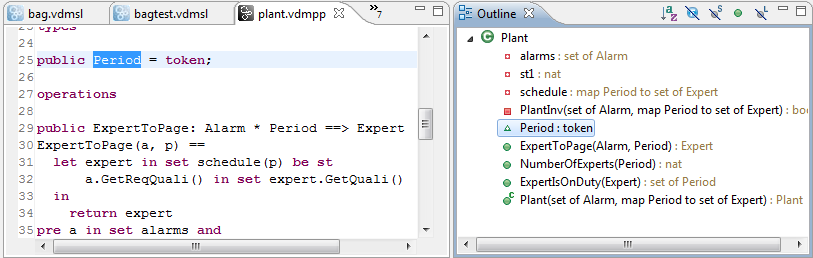 bag.vdmsl bagtest.vdmsl plant.vdmpp »7
23 types
24
25 public Period = token;
26
27 operations
28
29 public ExpertToPage: Alarm * Period ==> Expert
30 ExpertToPage(a, p) ==
31 let expert in set schedule(p) be st
32 a.GetReqQuali() in set expert.GetQuali()
33 in
34 return expert
35 pre a in set alarms and
Outline
Plant
alarms : set of Alarm
st1 : nat
schedule : map Period to set of Expert
PlantInv(set of Alarm, map Period to set of Expert) : boo
Period : token
ExpertToPage(Alarm, Period) : Expert
NumberOfExperts(Period) : nat
ExpertIsOnDuty(Expert) : set of Period
Plant(set of Alarm, map Period to set of Expert) : Plant